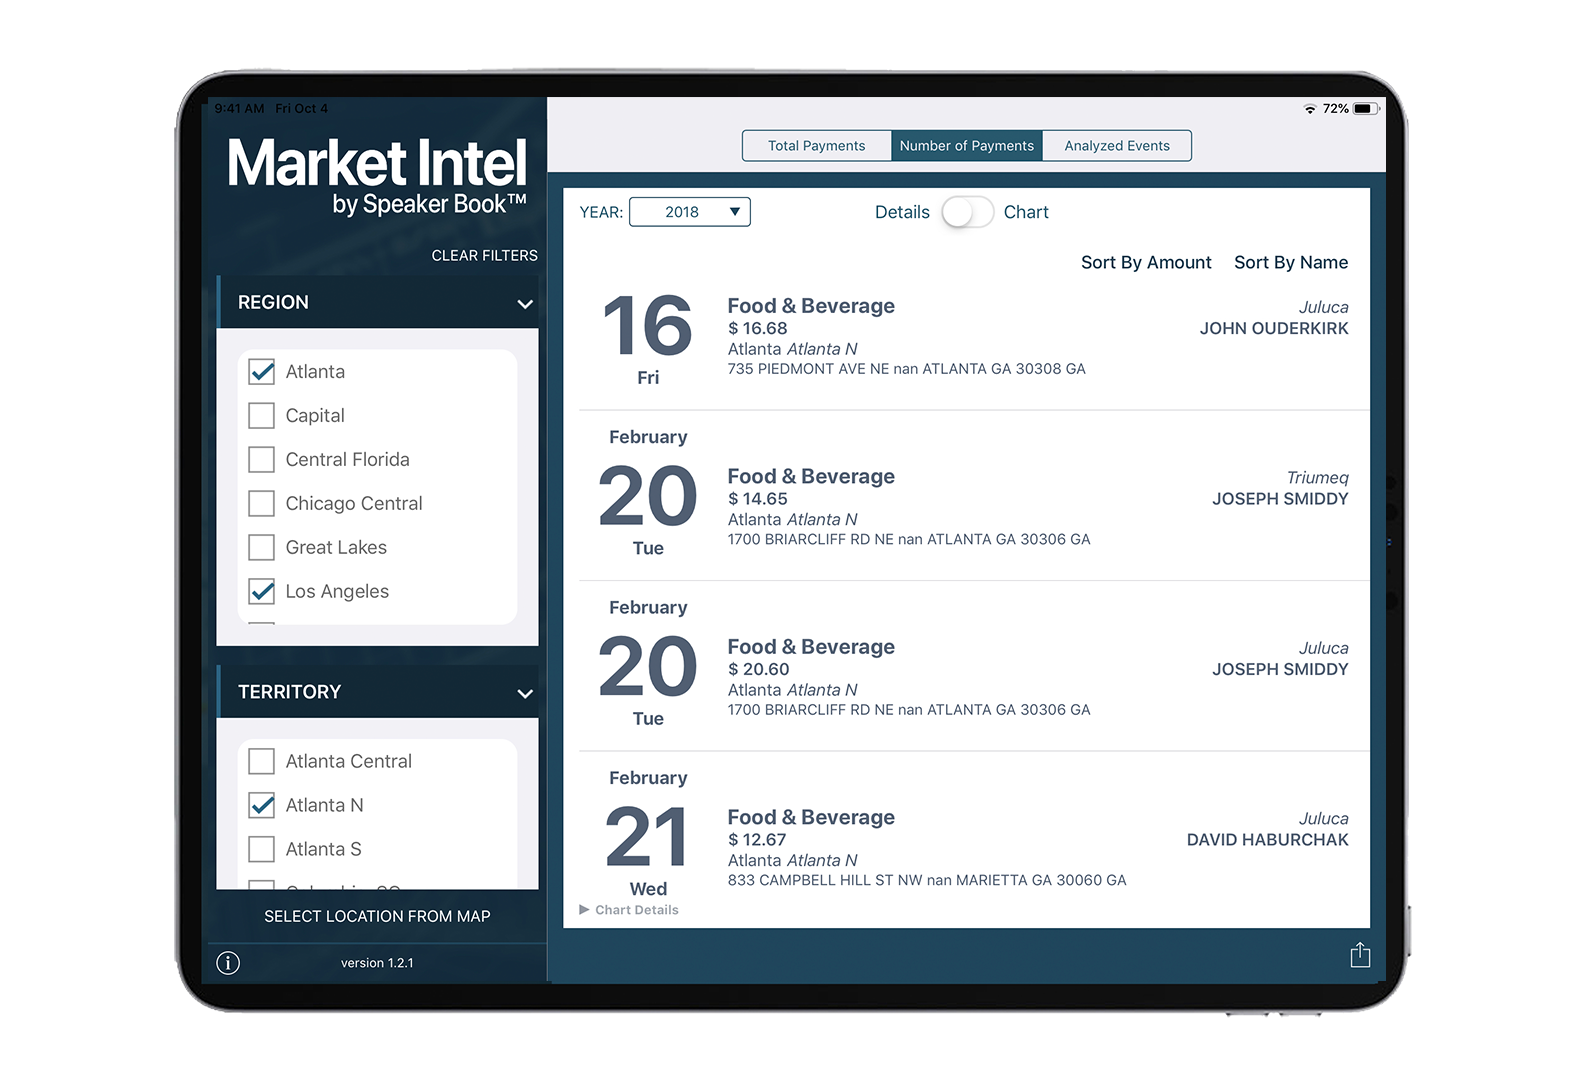 9:41 AM Fri Oct 4
72%
Market Intel
by Speaker Book™
CLEAR FILTERS
REGION
Atlanta
Capital
Central Florida
Chicago Central
Great Lakes
Los Angeles
TERRITORY
Atlanta Central
Atlanta N
Atlanta S
SELECT LOCATION FROM MAP
version 1.2.1
Total Payments
Number of Payments
Analyzed Events
YEAR: 2018
Details
Chart
Sort By Amount
Sort By Name
16
Fri
Food & Beverage
$ 16.68
Atlanta Atlanta N
735 PIEDMONT AVE NE nan ATLANTA GA 30308 GA
Juluca
JOHN OUDERKIRK
February
20
Tue
Food & Beverage
$ 14.65
Atlanta Atlanta N
1700 BRIARCLIFF RD NE nan ATLANTA GA 30306 GA
Triumeq
JOSEPH SMIDDY
February
20
Tue
Food & Beverage
$ 20.60
Atlanta Atlanta N
1700 BRIARCLIFF RD NE nan ATLANTA GA 30306 GA
Juluca
JOSEPH SMIDDY
February
21
Wed
Food & Beverage
$ 12.67
Atlanta Atlanta N
833 CAMPBELL HILL ST NW nan MARIETTA GA 30060 GA
Juluca
DAVID HABURCHAK
Chart Details